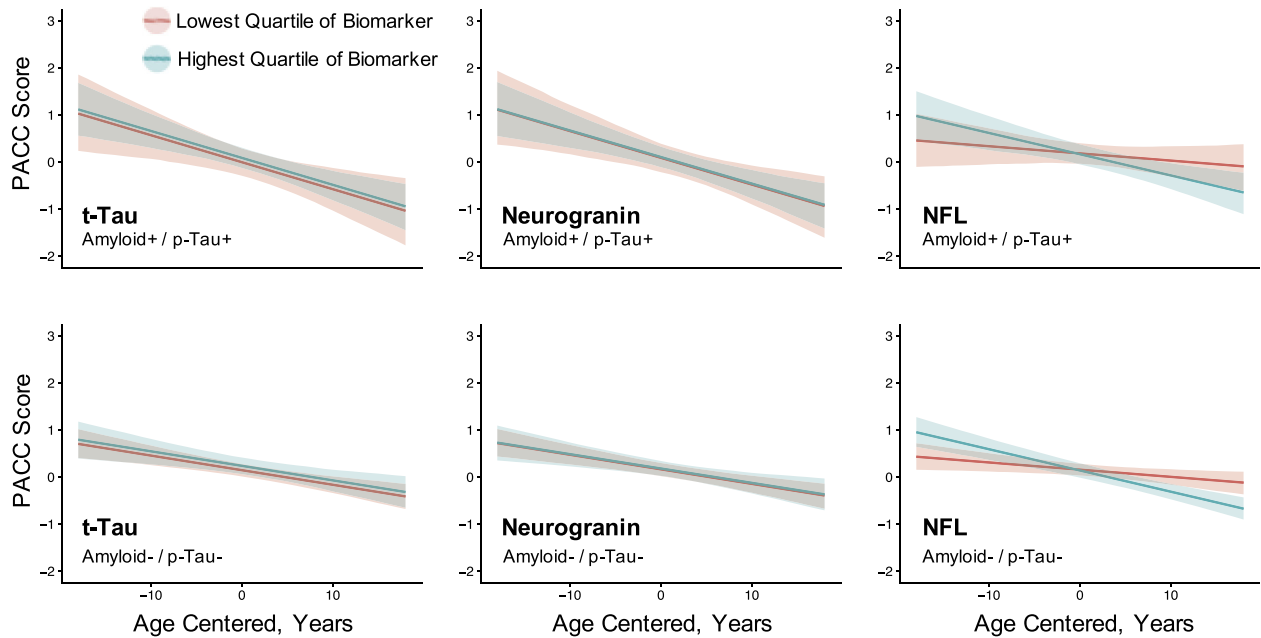 Lowest Quartile of Biomarker
Highest Quartile of Biomarker
PACC Score
3
2
1
0
−1
−2
t-Tau
Amyloid+ / p-Tau+
3
2
1
0
−1
−2
Neurogranin
Amyloid+ / p-Tau+
3
2
1
0
−1
−2
NFL
Amyloid+ / p-Tau+
PACC Score
3
2
1
0
−1
−2
t-Tau
Amyloid- / p-Tau-
−10 0 10
Age Centered, Years
3
2
1
0
−1
−2
Neurogranin
Amyloid- / p-Tau-
−10 0 10
Age Centered, Years
3
2
1
0
−1
−2
NFL
Amyloid- / p-Tau-
−10 0 10
Age Centered, Years